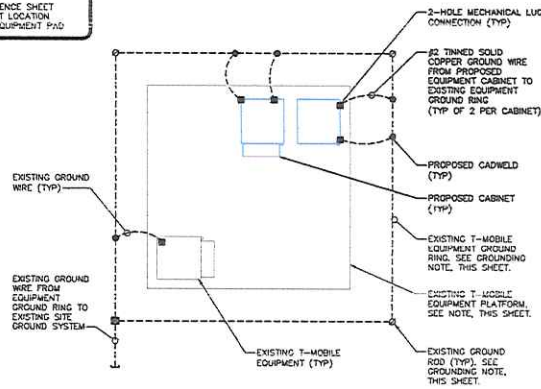 ENCE SHEET
T LOCATION
EQUIPMENT PAD
2-HOLE MECHANICAL LUG
CONNECTION (TYP)
#2 TINNED SOLID
COPPER GROUND WIRE
FROM PROPOSED
EQUIPMENT CABINET TO
EXISTING EQUIPMENT
GROUND RING
(TYP OF 2 PER CABINET)
PROPOSED CADWELD
(TYP)
PROPOSED CABINET
(TYP)
EXISTING T-MOBILE
EQUIPMENT GROUND
RING. SEE GROUNDING
NOTE, THIS SHEET.
EXISTING T-MOBILE
EQUIPMENT PLATFORM.
SEE NOTE, THIS SHEET.
EXISTING GROUND
ROD (TYP). SEE
GROUNDING NOTE,
THIS SHEET.
EXISTING GROUND
WIRE (TYP)
EXISTING GROUND
WIRE FROM
EQUIPMENT
GROUND RING TO
EXISTING SITE
GROUND SYSTEM
EXISTING T-MOBILE
EQUIPMENT (TYP)